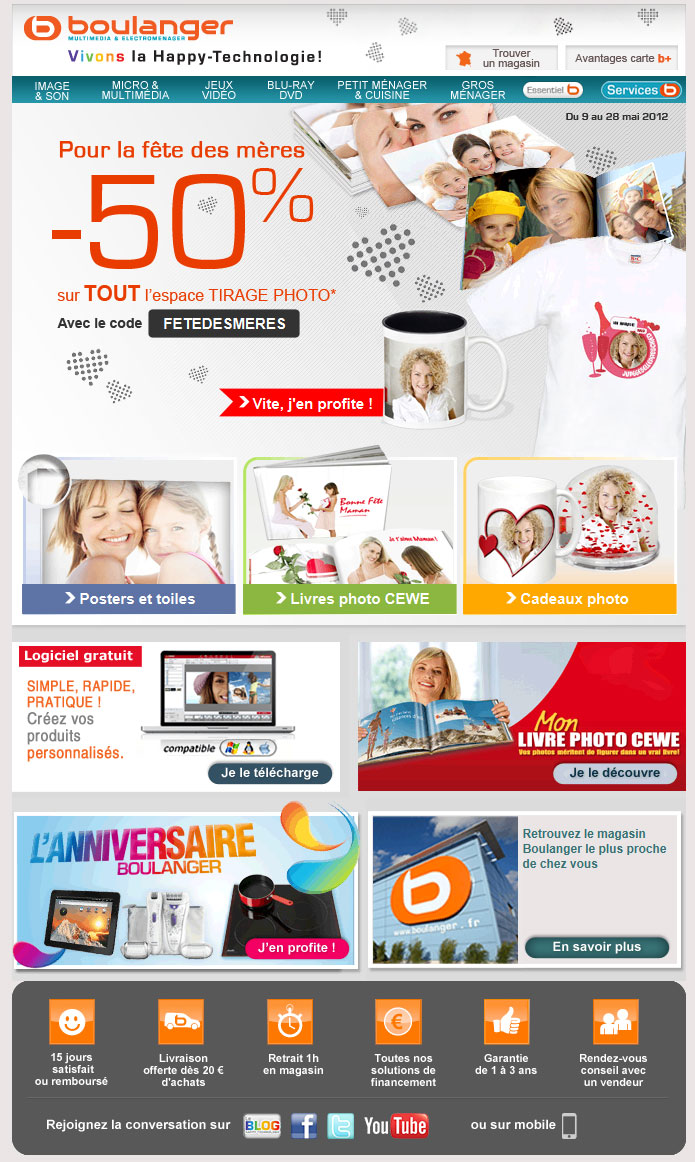 boulanger
MULTIMEDIA & ELECTROMENAGER
Vivons la Happy-Technologie!
Trouver
un magasin
Avantages carte b+
IMAGE
& SON
MICRO &
MULTIMÉDIA
JEUX
VIDÉO
BLU-RAY
DVD
PETIT MÉNAGER
& CUISINE
GROS
MÉNAGER
Essentiel b
Services b
Du 9 au 28 mai 2012
Pour la fête des mères
-50%
sur TOUT l'espace TIRAGE PHOTO*
Avec le code FETEDESMERES
Vite, j'en profite !
Bonne Fête
Maman
je t'aime Maman!
Posters et toiles
Livres photo CEWE
Cadeaux photo
Logiciel gratuit
SIMPLE, RAPIDE,
PRATIQUE !
Créez vos
produits
personnalisés.
compatible
Je le télécharge
Mon
LIVRE PHOTO CEWE
Vos photos méritent de figurer dans un vrai livre!
Je le découvre
L'ANNIVERSAIRE
BOULANGER
J'en profite !
b
www.boulanger.fr
Retrouvez le magasin
Boulanger le plus proche
de chez vous
En savoir plus
15 jours
satisfait
ou remboursé
Livraison
offerte dès 20 €
d'achats
Retrait 1h
en magasin
Toutes nos
solutions de
financement
Garantie
de 1 à 3 ans
Rendez-vous
conseil avec
un vendeur
Rejoignez la conversation sur
LE BLOG
YouTube
ou sur mobile